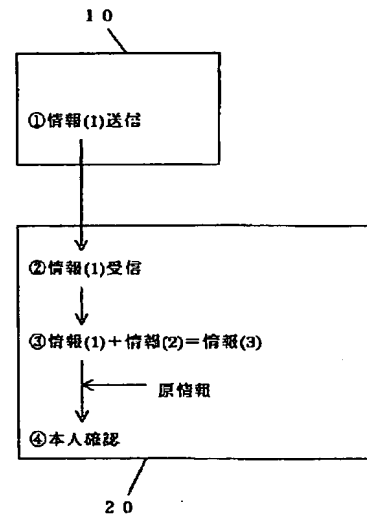 10
①情報(1)送信
②情報(1)受信
③情報(1)+情報(2)=情報(3)
原情報
④本人確認
20